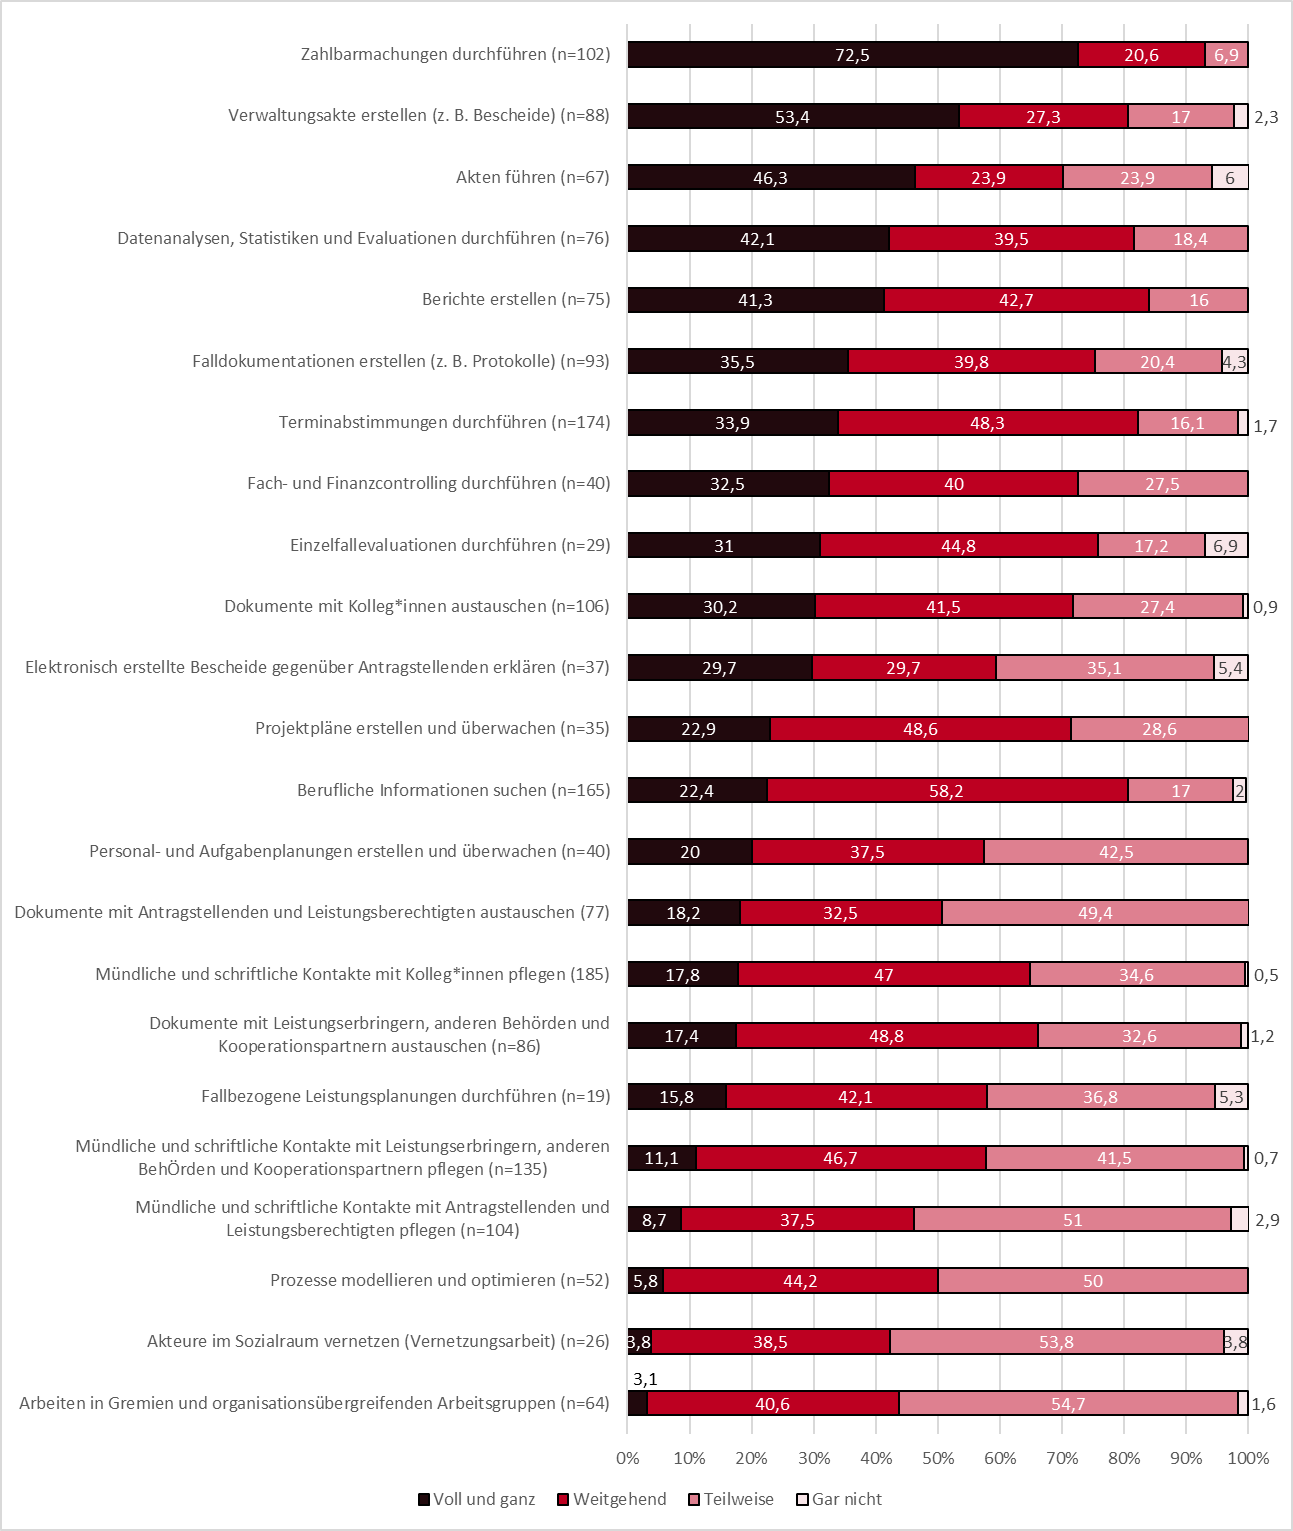 Zahlbarmachungen durchführen (n=102) 72,5 20,6 6,9
Verwaltungsakte erstellen (z. B. Bescheide) (n=88) 53,4 27,3 17 2,3
Akten führen (n=67) 46,3 23,9 23,9 6
Datenanalysen, Statistiken und Evaluationen durchführen (n=76) 42,1 39,5 18,4
Berichte erstellen (n=75) 41,3 42,7 16
Falldokumentationen erstellen (z. B. Protokolle) (n=93) 35,5 39,8 20,4 4,3
Terminabstimmungen durchführen (n=174) 33,9 48,3 16,1 1,7
Fach- und Finanzcontrolling durchführen (n=40) 32,5 40 27,5
Einzelfallevaluationen durchführen (n=29) 31 44,8 17,2 6,9
Dokumente mit Kolleg*innen austauschen (n=106) 30,2 41,5 27,4 0,9
Elektronisch erstellte Bescheide gegenüber Antragstellenden erklären (n=37) 29,7 29,7 35,1 5,4
Projektpläne erstellen und überwachen (n=35) 22,9 48,6 28,6
Berufliche Informationen suchen (n=165) 22,4 58,2 17 2
Personal- und Aufgabenplanungen erstellen und überwachen (n=40) 20 37,5 42,5
Dokumente mit Antragstellenden und Leistungsberechtigten austauschen (77) 18,2 32,5 49,4
Mündliche und schriftliche Kontakte mit Kolleg*innen pflegen (185) 17,8 47 34,6 0,5
Dokumente mit Leistungserbringern, anderen Behörden und
Kooperationspartnern austauschen (n=86) 17,4 48,8 32,6 1,2
Fallbezogene Leistungsplanungen durchführen (n=19) 15,8 42,1 36,8 5,3
Mündliche und schriftliche Kontakte mit Leistungserbringern, anderen
BehÖrden und Kooperationspartnern pflegen (n=135) 11,1 46,7 41,5 0,7
Mündliche und schriftliche Kontakte mit Antragstellenden und
Leistungsberechtigten pflegen (n=104) 8,7 37,5 51 2,9
Prozesse modellieren und optimieren (n=52) 5,8 44,2 50
Akteure im Sozialraum vernetzen (Vernetzungsarbeit) (n=26) 3,8 38,5 53,8 3,8
Arbeiten in Gremien und organisationsübergreifenden Arbeitsgruppen (n=64) 3,1 40,6 54,7 1,6
0% 10% 20% 30% 40% 50% 60% 70% 80% 90% 100%
Voll und ganz Weitgehend Teilweise Gar nicht